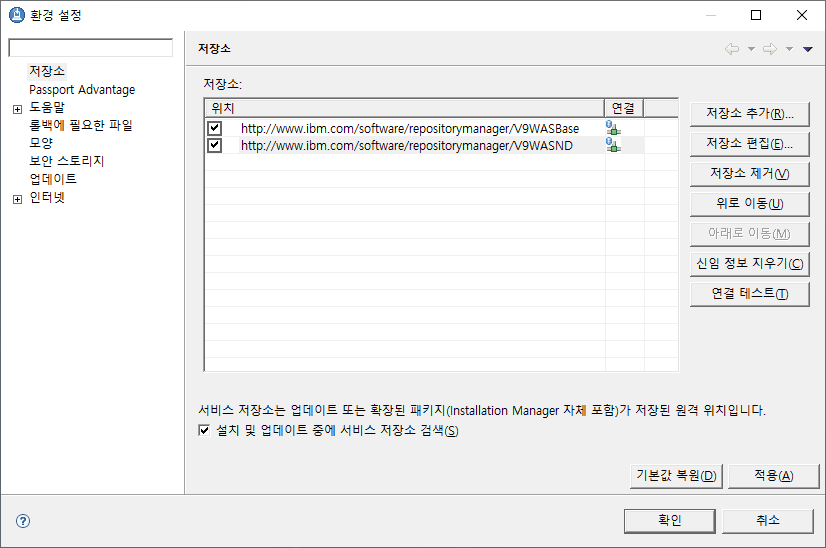 환경 설정
저장소
Passport Advantage
도움말
롤백에 필요한 파일
모양
보안 스토리지
업데이트
인터넷
저장소
저장소:
위치 연결
http://www.ibm.com/software/repositorymanager/V9WASBase
http://www.ibm.com/software/repositorymanager/V9WASND
저장소 추가(R)...
저장소 편집(E)...
저장소 제거(V)
위로 이동(U)
아래로 이동(M)
신임 정보 지우기(C)
연결 테스트(T)
서비스 저장소는 업데이트 또는 확장된 패키지(Installation Manager 자체 포함)가 저장된 원격 위치입니다.
설치 및 업데이트 중에 서비스 저장소 검색(S)
기본값 복원(D) 적용(A)
확인 취소